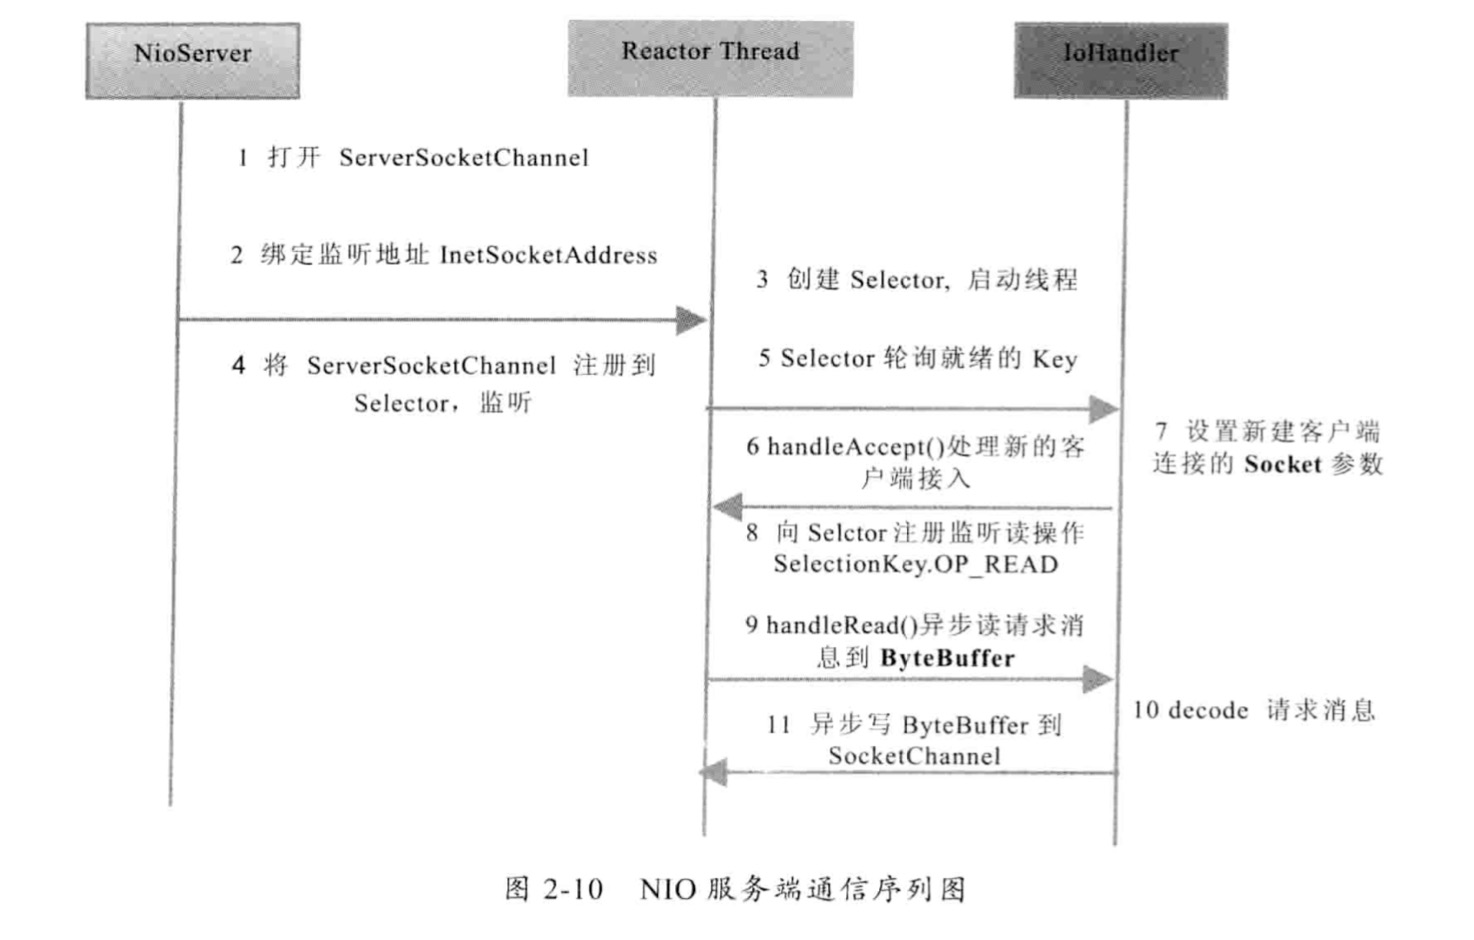 NioServer
Reactor Thread
IoHandler
1 打开 ServerSocketChannel
2 绑定监听地址 InetSocketAddress
3 创建 Selector, 启动线程
4 将 ServerSocketChannel 注册到
Selector，监听
5 Selector 轮询就绪的 Key
6 handleAccept()处理新的客
户端接入
7 设置新建客户端
连接的 Socket 参数
8 向 Selctor 注册监听读操作
SelectionKey.OP_READ
9 handleRead()异步读请求消
息到 ByteBuffer
10 decode 请求消息
11 异步写 ByteBuffer 到
SocketChannel
图 2-10 NIO 服务端通信序列图